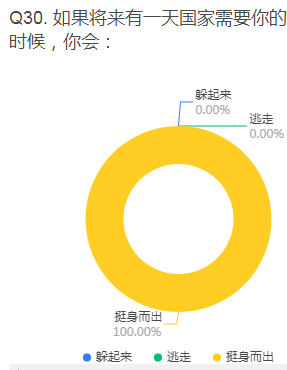 Q30. 如果将来有一天国家需要你的
时候，你会：
躲起来
0.00%
逃走
0.00%
挺身而出
100.00%
躲起来 逃走 挺身而出